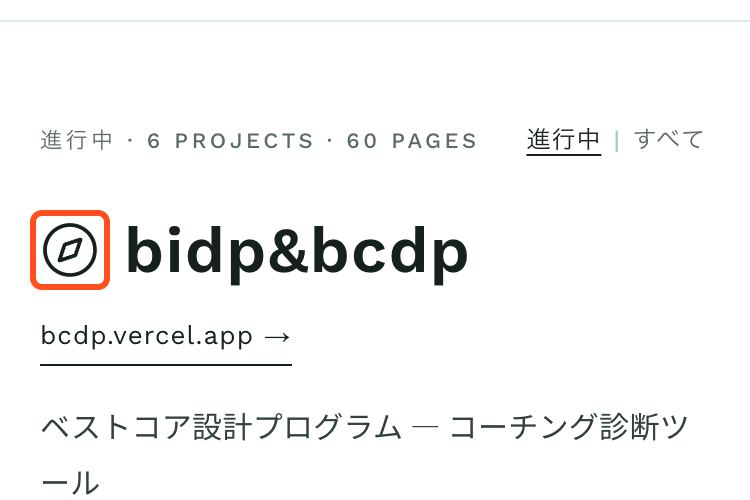 進行中 · 6 PROJECTS · 60 PAGES 進行中 | すべて
bidp&bcdp
bcdp.vercel.app →
ベストコア設計プログラム — コーチング診断ツ
ール